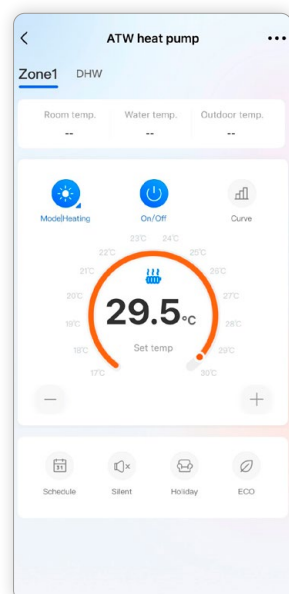 ATW heat pump
Zone1 DHW
Room temp. Water temp. Outdoor temp.
-- -- --
Mode|Heating On/Off Curve
23℃ 24℃
22℃ 25℃
21℃ 26℃
20℃ 27℃
19℃ 28℃
18℃ 29℃
17℃ 30℃
29.5℃
Set temp
31
Schedule Silent Holiday ECO